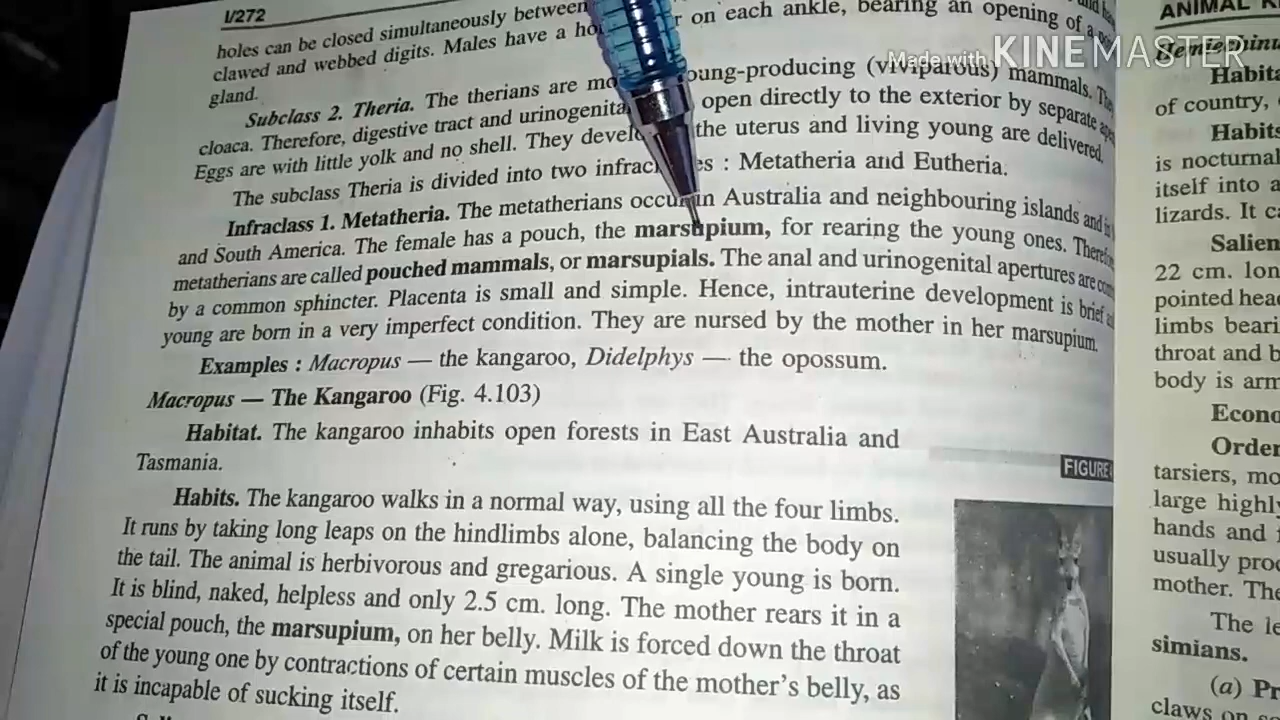 I/272
holes can be closed simultaneously between
clawed and webbed digits. Males have a on each ankle, bearing an opening of a
gland.
Subclass 2. Theria. The therians are young-producing (viviparous) mammals.
cloaca. Therefore, digestive tract and open directly to the exterior by separate
Eggs are with little yolk and no shell. They the uterus and living young are delivered.
The subclass Theria is divided into two : Metatheria and Eutheria.
Infraclass 1. Metatheria. The metatherians occur in Australia and neighbouring islands and
and South America. The female has a pouch, the marsupium, for rearing the young ones.
metatherians are called pouched mammals, or marsupials. The anal and urinogenital apertures are
by a common sphincter. Placenta is small and simple. Hence, intrauterine development is brief
young are born in a very imperfect condition. They are nursed by the mother in her marsupium.
Examples : Macropus — the kangaroo, Didelphys — the opossum.
Macropus — The Kangaroo (Fig. 4.103)
Habitat. The kangaroo inhabits open forests in East Australia and
Tasmania.
Habits. The kangaroo walks in a normal way, using all the four limbs.
It runs by taking long leaps on the hindlimbs alone, balancing the body on
the tail. The animal is herbivorous and gregarious. A single young is born.
It is blind, naked, helpless and only 2.5 cm. long. The mother rears it in a
special pouch, the marsupium, on her belly. Milk is forced down the throat
of the young one by contractions of certain muscles of the mother's belly, as
it is incapable of sucking itself.
FIGURE
Made with KINEMASTER
ANIMAL
Habita
of country,
Habits
is nocturnal
itself into a
lizards. It
Salien
22 cm. lon
pointed head
limbs beari
throat and b
body is arm
Econo
Order
tarsiers, mo
large highly
hands and
usually pro
mother. The
The le
simians.
(a) Pr
claws on